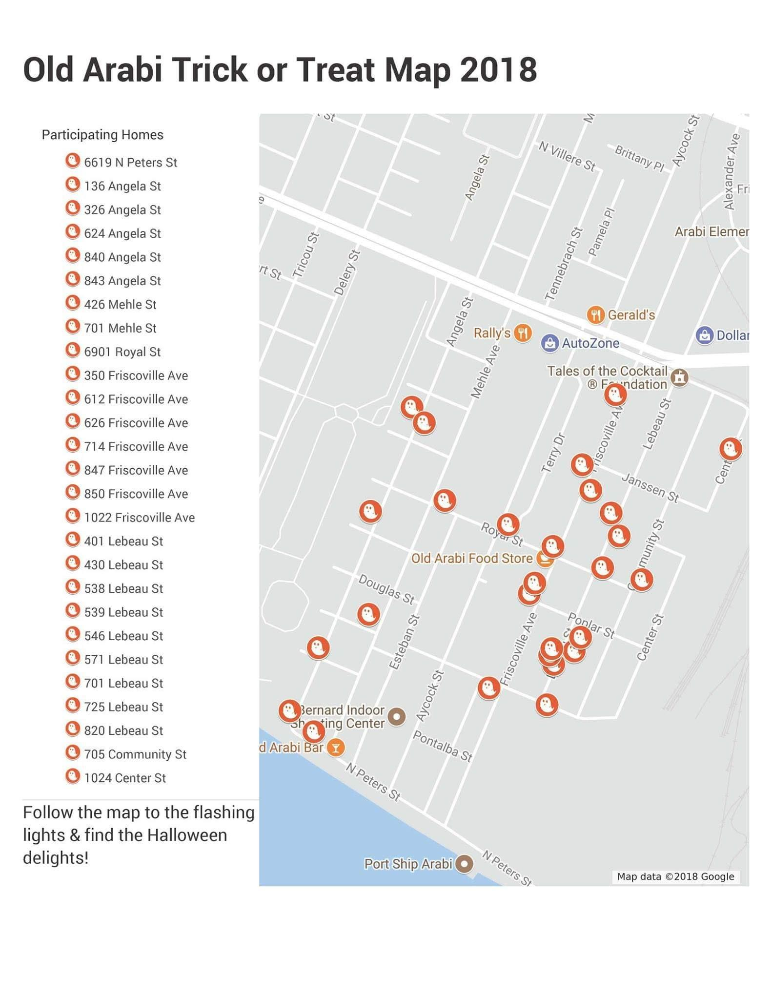 Old Arabi Trick or Treat Map 2018
Participating Homes
6619 N Peters St
136 Angela St
326 Angela St
624 Angela St
840 Angela St
843 Angela St
426 Mehle St
701 Mehle St
6901 Royal St
350 Friscoville Ave
612 Friscoville Ave
626 Friscoville Ave
714 Friscoville Ave
847 Friscoville Ave
850 Friscoville Ave
1022 Friscoville Ave
401 Lebeau St
430 Lebeau St
538 Lebeau St
539 Lebeau St
546 Lebeau St
571 Lebeau St
701 Lebeau St
725 Lebeau St
820 Lebeau St
705 Community St
1024 Center St
Follow the map to the flashing
lights & find the Halloween
delights!
St
N Villere St
Brittany Pl
Aycock St
Alexander Ave
Angela St
Pamela Pl
Arabi
Tricou St
Delery St
St
Tennebrach St
Angela St
Rally's
Gerald's
AutoZone
Mehle Ave
Tales of the Cocktail
®
Friscoville
Lebeau St
Terry Dr
Janssen St
Royal St
Old Arabi Food Store
Douglas St
Esteban St
Friscoville Ave
Poplar St
Center St
Aycock St
Bernard Indoor
Center
Arabi Bar
Pontalba St
N Peters St
Port Ship Arabi
N Peters St
Map data ©2018 Google